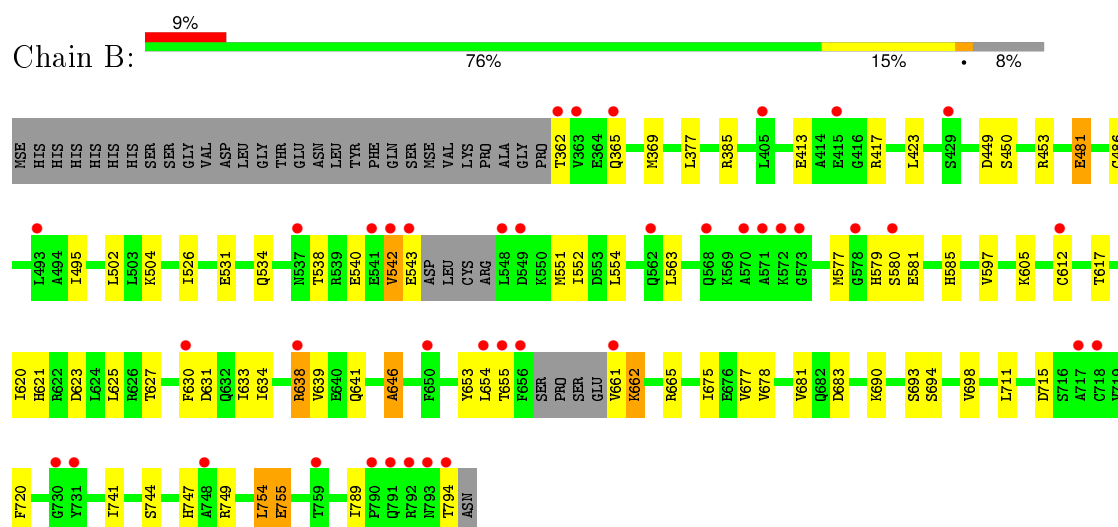 9%
Chain B:
76% 15% • 8%
MSE HIS HIS HIS HIS HIS HIS SER SER GLY VAL ASP LEU GLY THR GLU ASN LEU TYR PHE GLN SER MSE VAL LYS PRO ALA GLY PRO T362 V363 E364 Q365 M369 L377 R385 L405 E413 A414 E415 G416 R417 L423 S429 D449 S450 R453 E481 C486
L493 A494 I495 L502 L503 K504 I526 E531 Q534 N537 T538 R539 E540 E541 V542 E543 ASP LEU CYS ARG L548 D549 K550 M551 I552 D553 L554 Q562 L563 Q568 K569 A570 A571 K572 G573 M577 G578 H579 S580 E581 H585 V597 K605 C612 T617
I620 H621 R622 D623 L624 L625 R626 T627 F630 D631 Q632 I633 I634 R638 V639 E640 Q641 A646 F650 Y653 L654 T655 F656 SER PRO SER GLU V661 K662 R665 I675 E676 V677 V678 V681 Q682 D683 K690 S693 S694 V698 L711 D715 S716 A717 C718 V719
F720 G730 Y731 I741 S744 H747 A748 R749 L754 E755 T759 I789 P790 Q791 R792 N793 T794 ASN